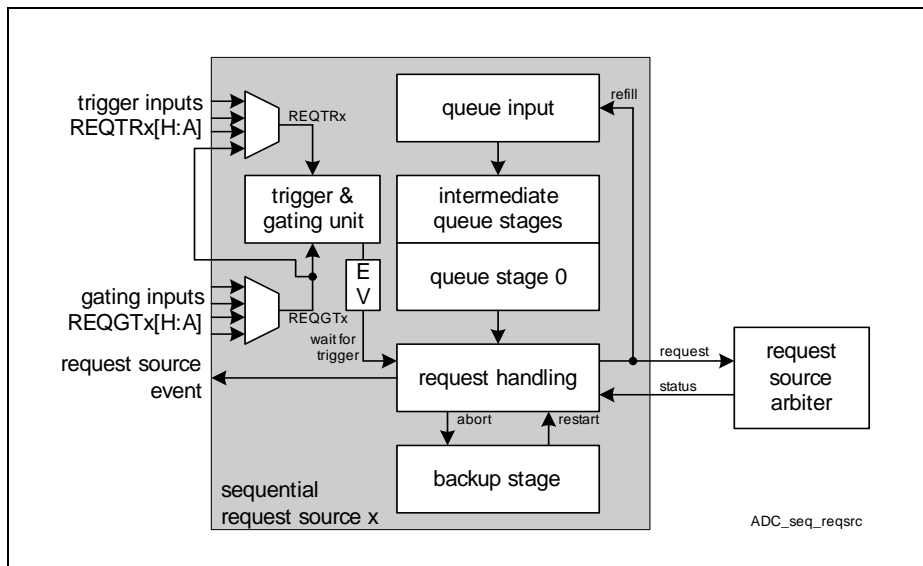 trigger inputs
REQTRx[H:A]
REQTRx
queue input
refill
trigger &
gating unit
intermediate
queue stages
E
V
queue stage 0
gating inputs
REQGTx[H:A]
REQGTx
wait for
trigger
request source
event
request handling
request
status
request
source
arbiter
abort
restart
backup stage
sequential
request source x
ADC_seq_reqsrc